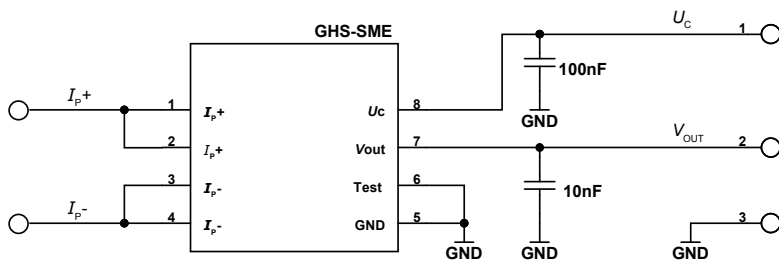 GHS-SME
U_C 1
I_P+ 1 I_P+ Uc 8 100nF
GND
2 I_P+ Vout 7 V_OUT 2
3 I_P- Test 6 10nF
I_P- 4 I_P- GND 5 3
GND GND GND